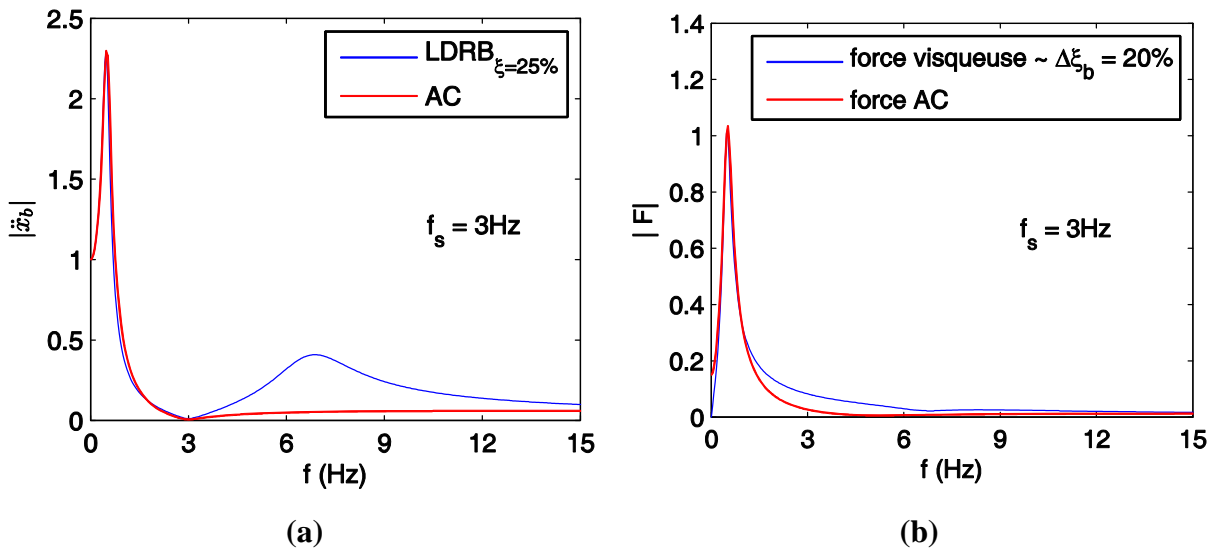 2.5
2
1.5
1
0.5
0
|ẍ_b|
LDRB_ξ=25%
AC
f_s = 3Hz
0 3 6 9 12 15
f (Hz)
(a)
1.4
1.2
1
0.8
0.6
0.4
0.2
0
| F|
force visqueuse ~ Δξ_b = 20%
force AC
f_s = 3Hz
0 3 6 9 12 15
f (Hz)
(b)